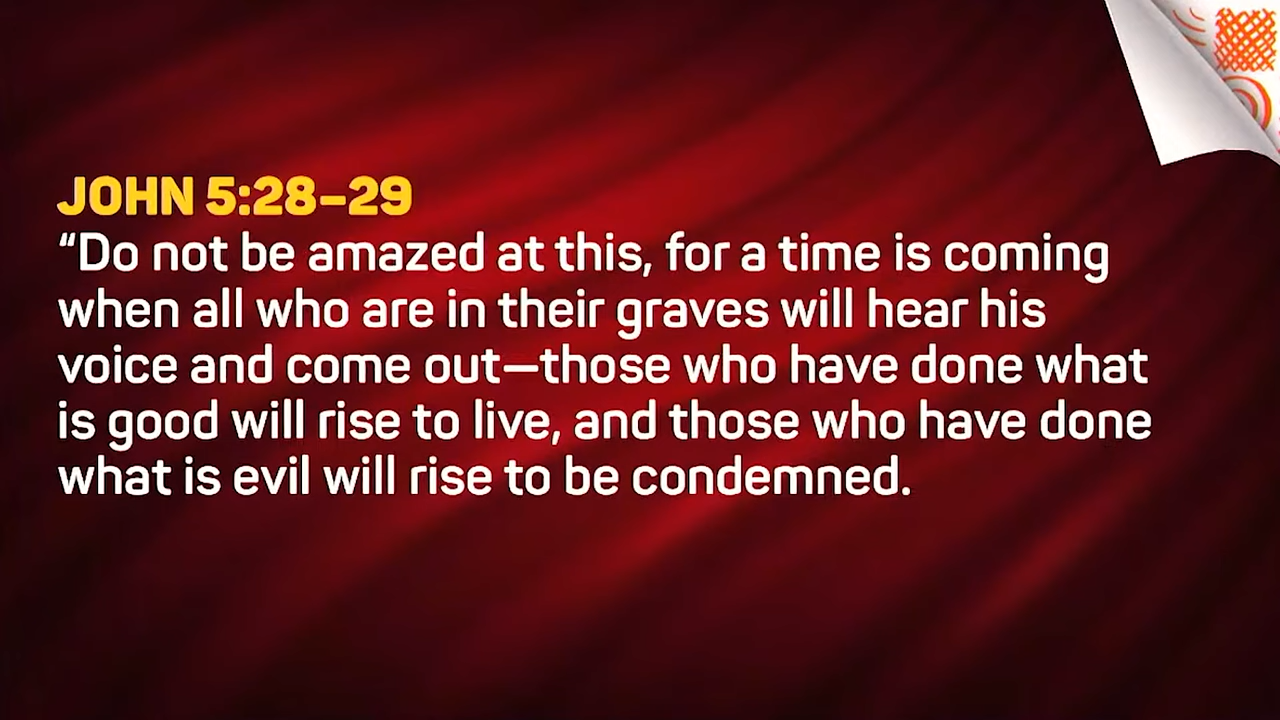 JOHN 5:28–29
“Do not be amazed at this, for a time is coming
when all who are in their graves will hear his
voice and come out—those who have done what
is good will rise to live, and those who have done
what is evil will rise to be condemned.